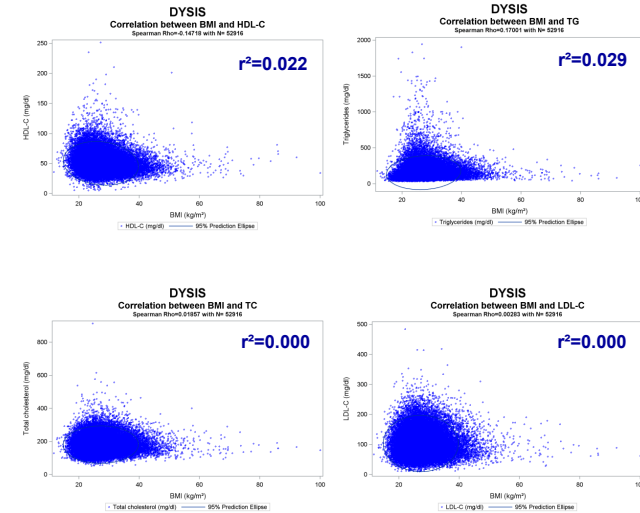 DYSIS
Correlation between BMI and HDL-C
Spearman Rho=-0.14718 with N= 52916
r²=0.022
250
200
150
100
50
0
HDL-C (mg/dl)
20 40 60 80 100
BMI (kg/m²)
HDL-C (mg/dl) 95% Prediction Ellipse
DYSIS
Correlation between BMI and TG
Spearman Rho=0.17001 with N= 52916
r²=0.029
2000
1500
1000
500
0
Triglycerides (mg/dl)
20 40 60 80
BMI (kg/m²)
Triglycerides (mg/dl) 95% Prediction Ellipse
DYSIS
Correlation between BMI and TC
Spearman Rho=0.01857 with N= 52916
r²=0.000
800
600
400
200
0
Total cholesterol (mg/dl)
20 40 60 80 100
BMI (kg/m²)
Total cholesterol (mg/dl) 95% Prediction Ellipse
DYSIS
Correlation between BMI and LDL-C
Spearman Rho=0.00283 with N= 52916
r²=0.000
500
400
300
200
100
0
LDL-C (mg/dl)
20 40 60 80
BMI (kg/m²)
LDL-C (mg/dl) 95% Prediction Ellipse